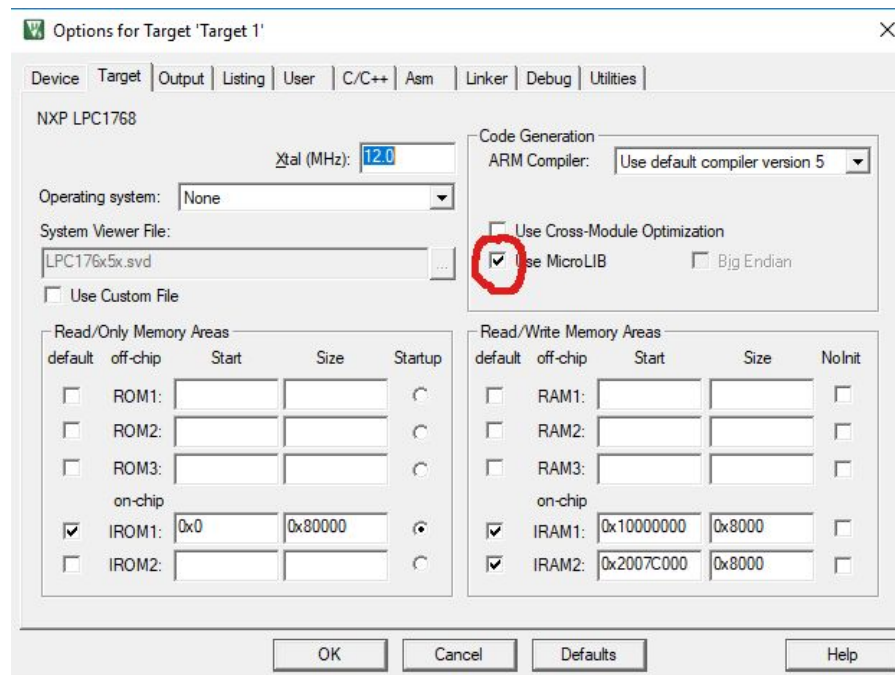 Options for Target 'Target 1'
Device Target Output Listing User C/C++ Asm Linker Debug Utilities
NXP LPC1768
Xtal (MHz): 12.0
Operating system: None
System Viewer File:
LPC176x5x.svd ...
Use Custom File
Code Generation
ARM Compiler: Use default compiler version 5
Use Cross-Module Optimization
Use MicroLIB Big Endian
Read/Only Memory Areas
default off-chip Start Size Startup
ROM1:
ROM2:
ROM3:
on-chip
IROM1: 0x0 0x80000
IROM2:
Read/Write Memory Areas
default off-chip Start Size NoInit
RAM1:
RAM2:
RAM3:
on-chip
IRAM1: 0x10000000 0x8000
IRAM2: 0x2007C000 0x8000
OK Cancel Defaults Help